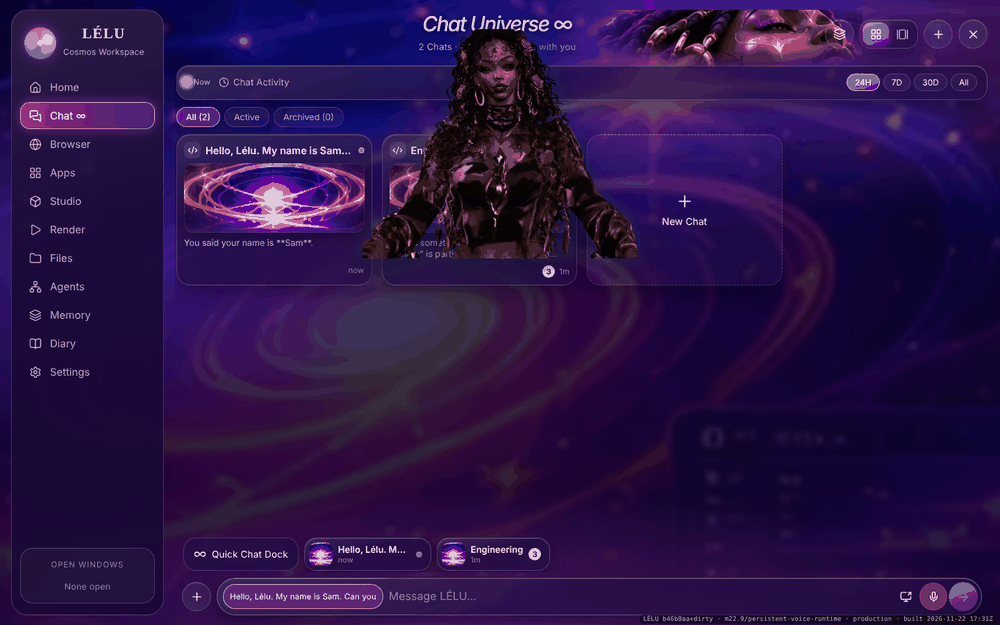 LÉLU
Cosmos Workspace
Home
Chat ∞
Browser
Apps
Studio
Render
Files
Agents
Memory
Diary
Settings
OPEN WINDOWS
None open
Chat Universe ∞
2 Chats · with you
Now
Chat Activity
24H
7D
30D
All
All (2)
Active
Archived (0)
</> Hello, Lélu. My name is Sam...
You said your name is **Sam**.
now
</> En
somet
" is part
3 1m
+
New Chat
∞ Quick Chat Dock
Hello, Lélu. M...
now
Engineering
1m
3
Hello, Lélu. My name is Sam. Can you
Message LÉLU...
LÉLU b46b0aa+dirty · m22.9/persistent-voice-runtime · production · built 2026-11-22 17:31Z